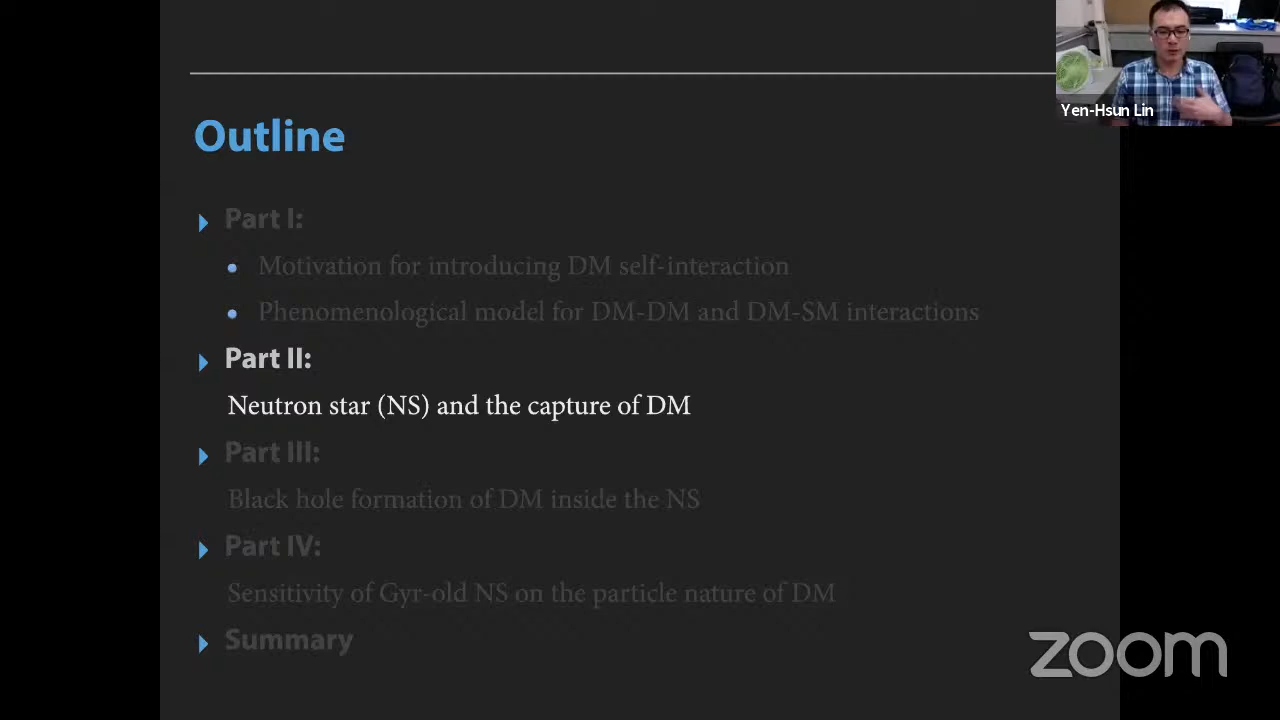 Yen-Hsun Lin
Outline
Part I:
Motivation for introducing DM self-interaction
Phenomenological model for DM-DM and DM-SM interactions
Part II:
Neutron star (NS) and the capture of DM
Part III:
Black hole formation of DM inside the NS
Part IV:
Sensitivity of Gyr-old NS on the particle nature of DM
Summary
zoom